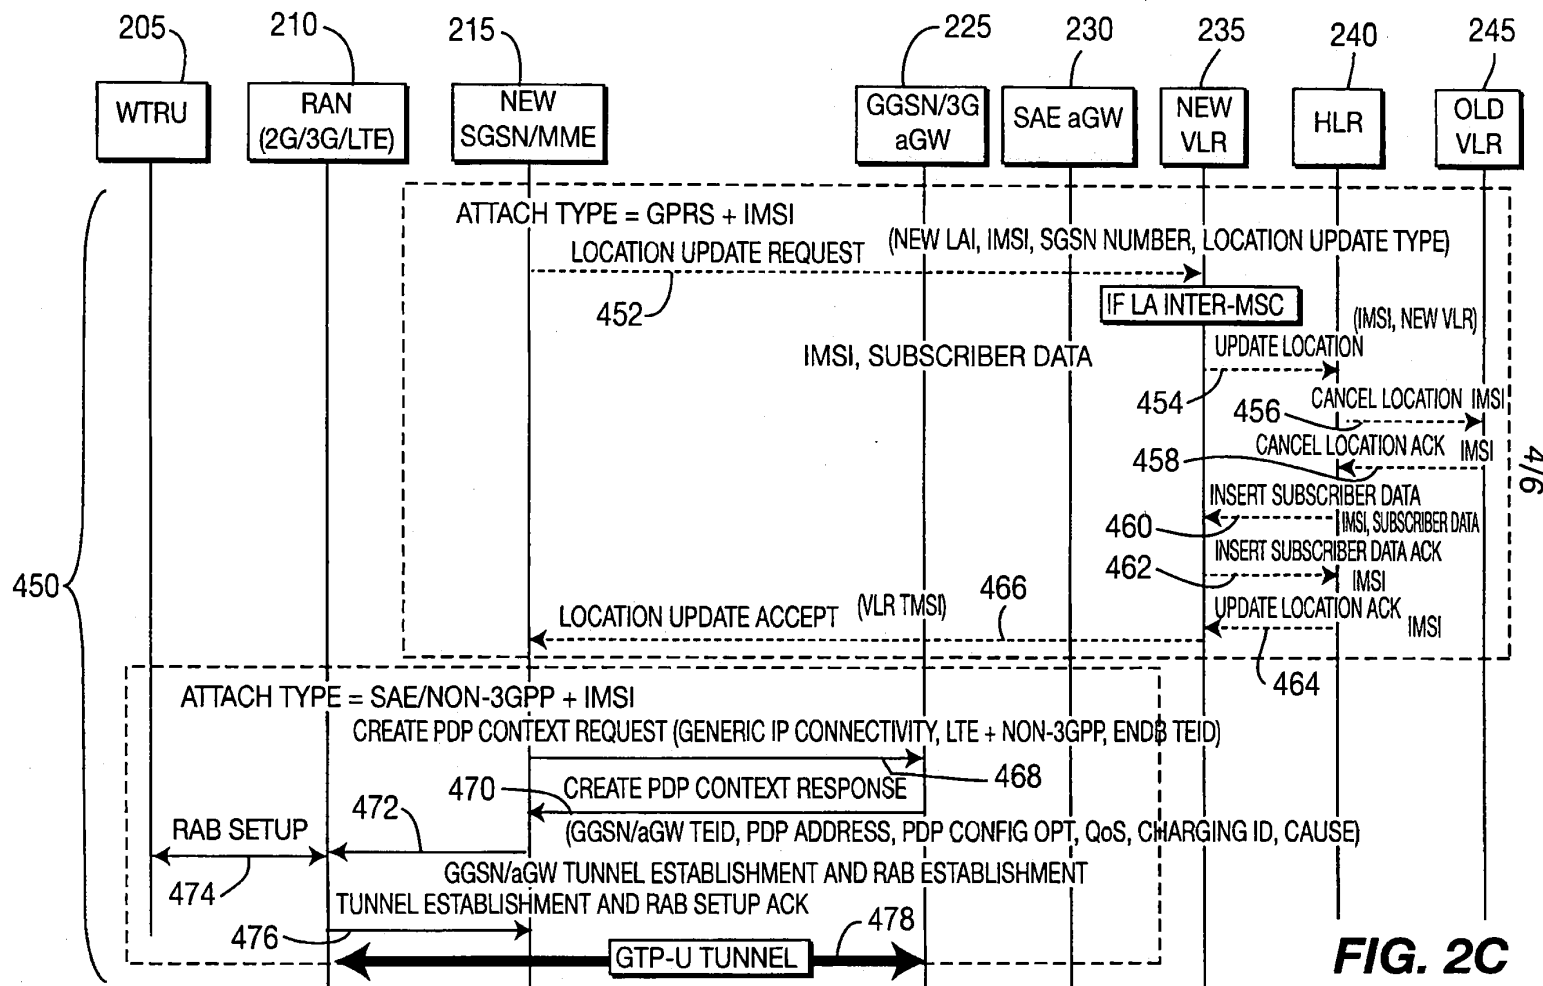 205 210 215 225 230 235 240 245
WTRU
RAN
(2G/3G/LTE)
NEW
SGSN/MME
GGSN/3G
aGW
SAE aGW
NEW
VLR
HLR
OLD
VLR
ATTACH TYPE = GPRS + IMSI
LOCATION UPDATE REQUEST (NEW LAI, IMSI, SGSN NUMBER, LOCATION UPDATE TYPE)
452
IF LA INTER-MSC
(IMSI, NEW VLR)
IMSI, SUBSCRIBER DATA
UPDATE LOCATION
454
CANCEL LOCATION IMSI
456
CANCEL LOCATION ACK IMSI
458
4/6
INSERT SUBSCRIBER DATA
460
IMSI, SUBSCRIBER DATA
INSERT SUBSCRIBER DATA ACK
462
IMSI
450
LOCATION UPDATE ACCEPT (VLR TMSI)
466
UPDATE LOCATION ACK
IMSI
464
ATTACH TYPE = SAE/NON-3GPP + IMSI
CREATE PDP CONTEXT REQUEST (GENERIC IP CONNECTIVITY, LTE + NON-3GPP, ENDB TEID)
468
470
CREATE PDP CONTEXT RESPONSE
(GGSN/aGW TEID, PDP ADDRESS, PDP CONFIG OPT, QoS, CHARGING ID, CAUSE)
472
RAB SETUP
474
GGSN/aGW TUNNEL ESTABLISHMENT AND RAB ESTABLISHMENT
TUNNEL ESTABLISHMENT AND RAB SETUP ACK
476
478
GTP-U TUNNEL
FIG. 2C